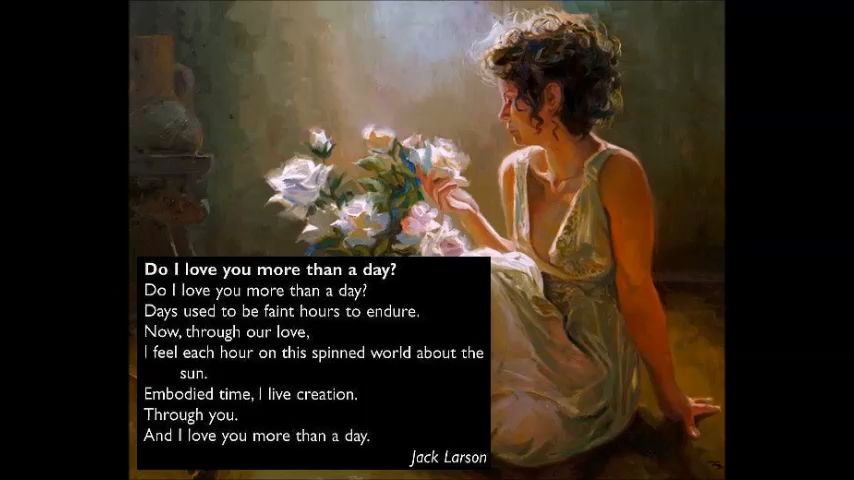 Do I love you more than a day?
Do I love you more than a day?
Days used to be faint hours to endure.
Now, through our love,
I feel each hour on this spinned world about the
sun.
Embodied time, I live creation.
Through you.
And I love you more than a day.
Jack Larson